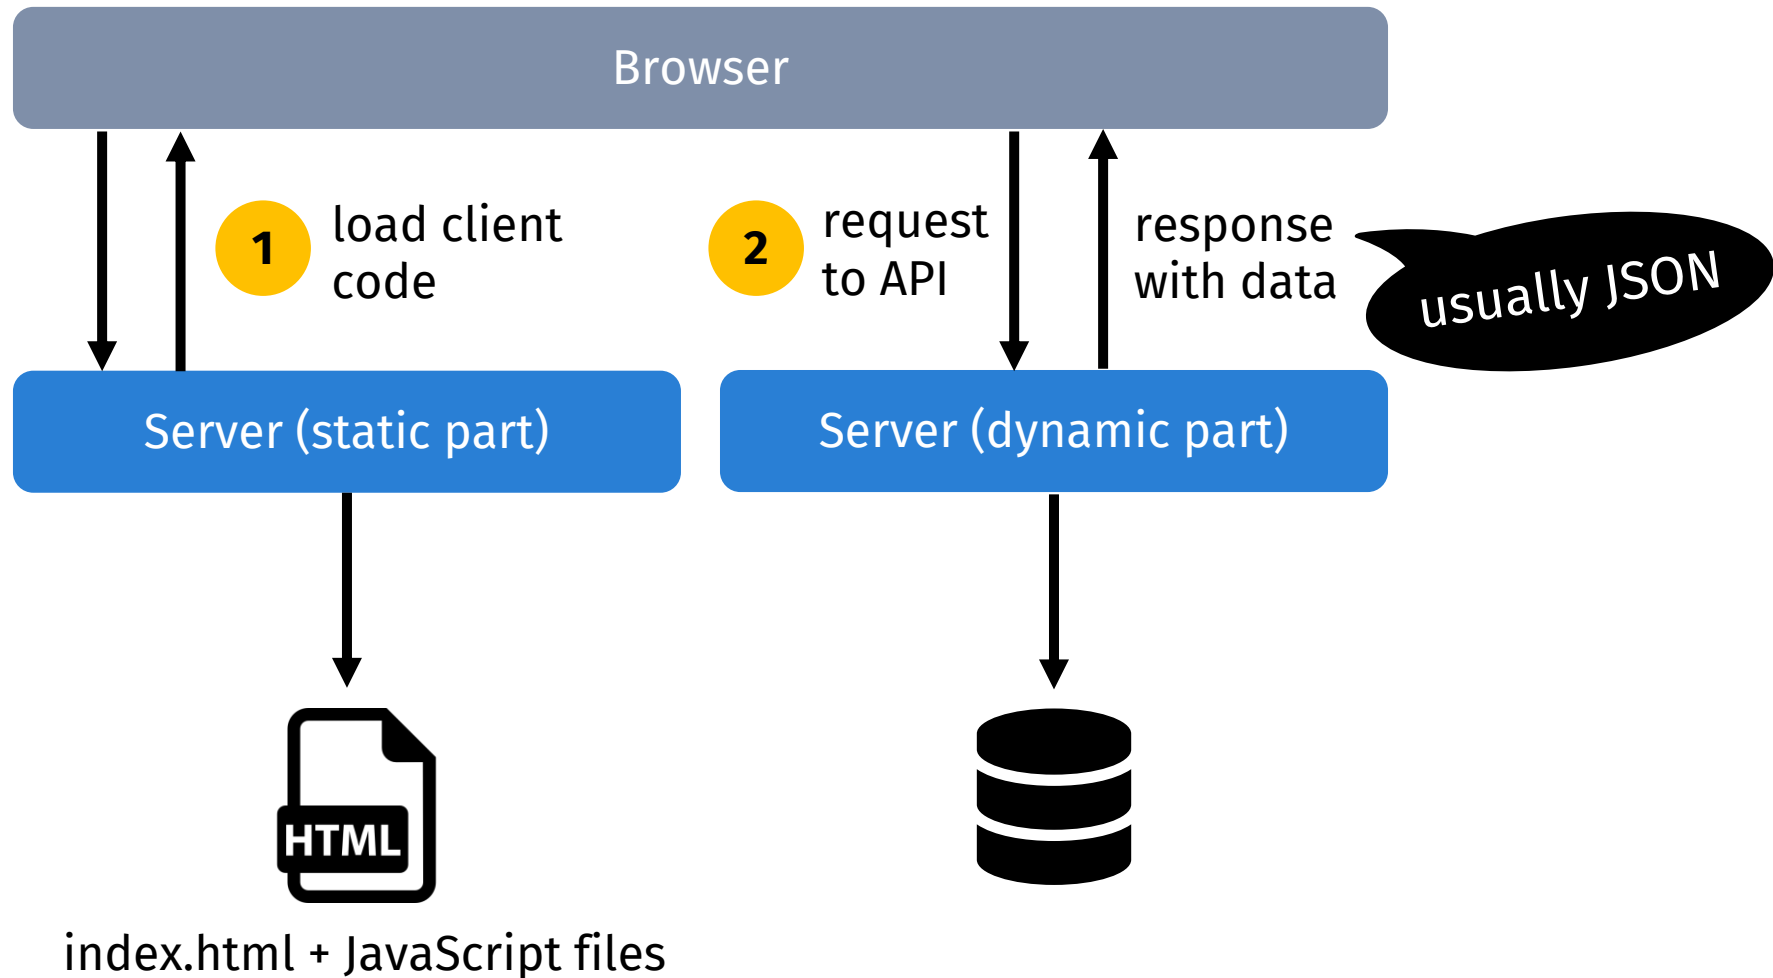 Browser
1
load client
code
2
request
to API
response
with data
usually JSON
Server (static part)
Server (dynamic part)
HTML
index.html + JavaScript files